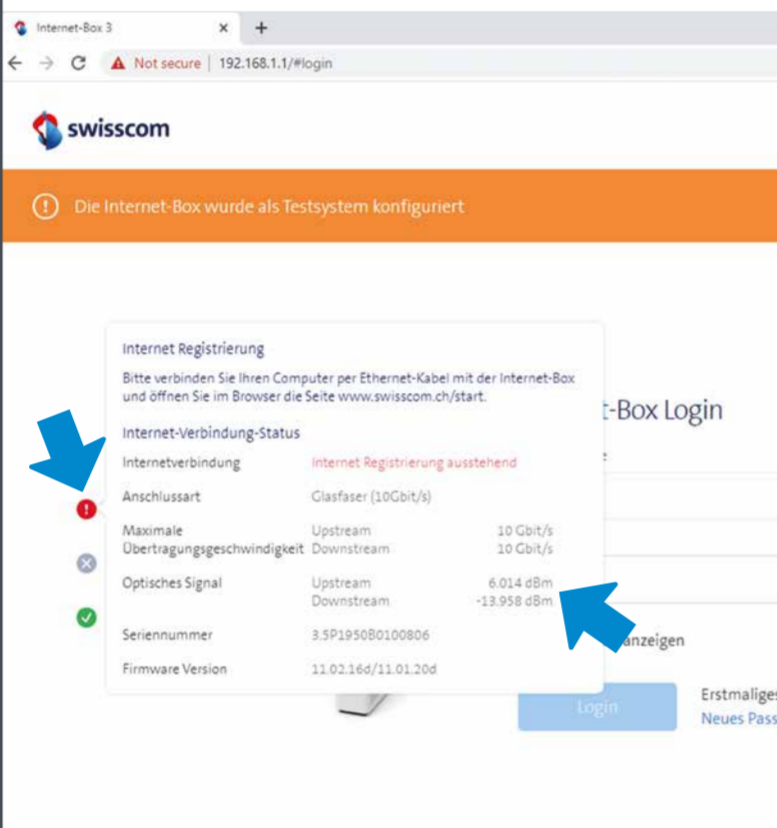 Internet-Box 3
Not secure | 192.168.1.1/#login
swisscom
Die Internet-Box wurde als Testsystem konfiguriert
Internet Registrierung
Bitte verbinden Sie Ihren Computer per Ethernet-Kabel mit der Internet-Box
und öffnen Sie im Browser die Seite www.swisscom.ch/start.
Internet-Verbindung-Status
Internetverbindung Internet Registrierung ausstehend
Anschlussart Glasfaser (10Gbit/s)
Maximale Upstream 10 Gbit/s
Übertragungsgeschwindigkeit Downstream 10 Gbit/s
Optisches Signal Upstream 6.014 dBm
Downstream -13.958 dBm
Seriennummer 3.5P1950B0100806
Firmware Version 11.02.16d/11.01.20d
t-Box Login
anzeigen
Login
Erstmaliges
Neues Pass